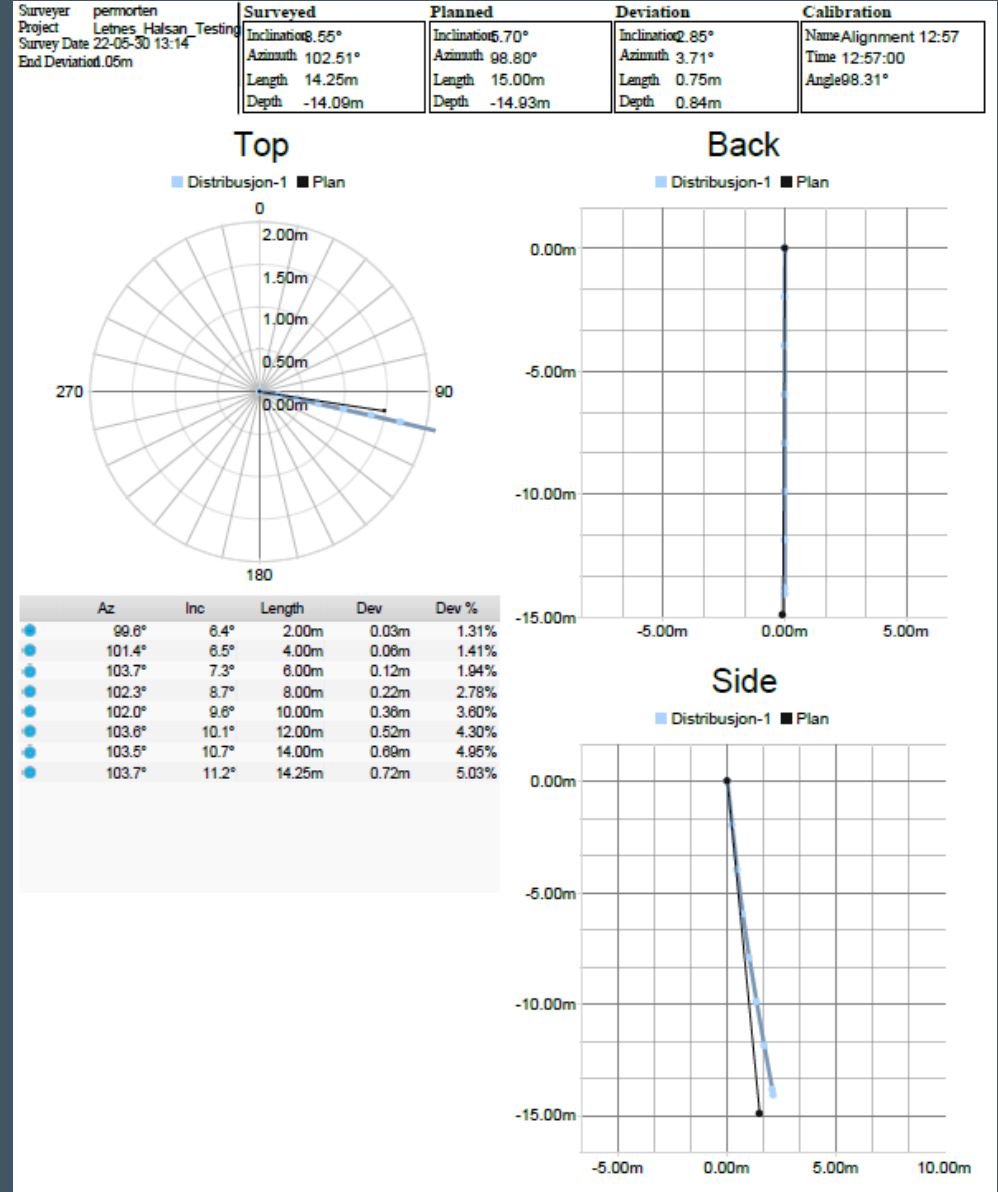 Surveyer permorten
Project Letnes_Halsan_Testing
Survey Date 22-05-30 13:14
End Deviation1.05m
Surveyed
Inclination8.55°
Azimuth 102.51°
Length 14.25m
Depth -14.09m
Planned
Inclination5.70°
Azimuth 98.80°
Length 15.00m
Depth -14.93m
Deviation
Inclination2.85°
Azimuth 3.71°
Length 0.75m
Depth 0.84m
Calibration
Name Alignment 12:57
Time 12:57:00
Angle98.31°
Top
Distribusjon-1 Plan
0
2.00m
1.50m
1.00m
0.50m
0.00m
270
90
180
Az Inc Length Dev Dev %
99.6° 6.4° 2.00m 0.03m 1.31%
101.4° 6.5° 4.00m 0.06m 1.41%
103.7° 7.3° 6.00m 0.12m 1.94%
102.3° 8.7° 8.00m 0.22m 2.78%
102.0° 9.6° 10.00m 0.36m 3.60%
103.6° 10.1° 12.00m 0.52m 4.30%
103.5° 10.7° 14.00m 0.69m 4.95%
103.7° 11.2° 14.25m 0.72m 5.03%
Back
Distribusjon-1 Plan
0.00m
-5.00m
-10.00m
-15.00m
-5.00m 0.00m 5.00m
Side
Distribusjon-1 Plan
0.00m
-5.00m
-10.00m
-15.00m
-5.00m 0.00m 5.00m 10.00m